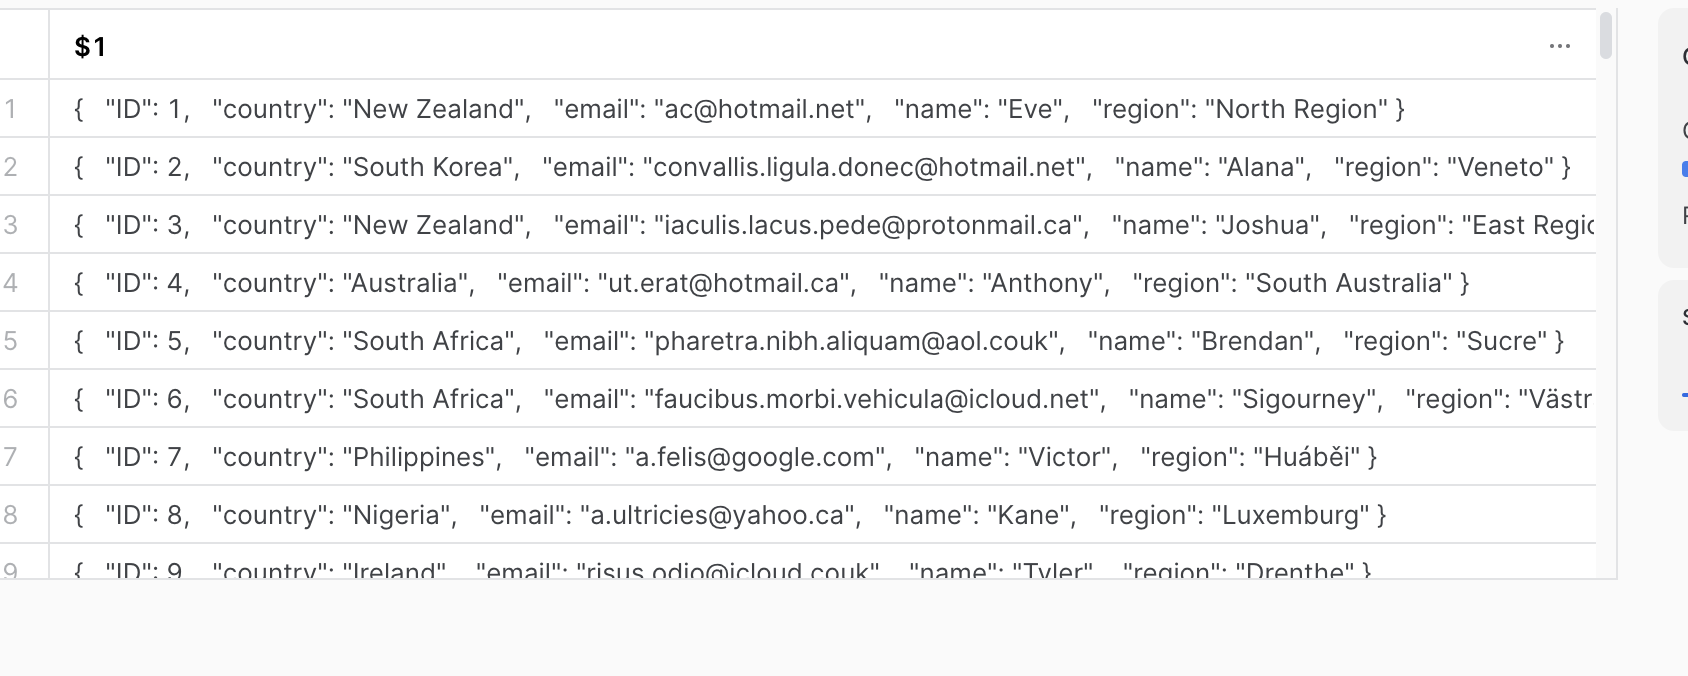 $1
...
1 { "ID": 1, "country": "New Zealand", "email": "ac@hotmail.net", "name": "Eve", "region": "North Region" }
2 { "ID": 2, "country": "South Korea", "email": "convallis.ligula.donec@hotmail.net", "name": "Alana", "region": "Veneto" }
3 { "ID": 3, "country": "New Zealand", "email": "iaculis.lacus.pede@protonmail.ca", "name": "Joshua", "region": "East Regio
4 { "ID": 4, "country": "Australia", "email": "ut.erat@hotmail.ca", "name": "Anthony", "region": "South Australia" }
5 { "ID": 5, "country": "South Africa", "email": "pharetra.nibh.aliquam@aol.couk", "name": "Brendan", "region": "Sucre" }
6 { "ID": 6, "country": "South Africa", "email": "faucibus.morbi.vehicula@icloud.net", "name": "Sigourney", "region": "Västr
7 { "ID": 7, "country": "Philippines", "email": "a.felis@google.com", "name": "Victor", "region": "Huáběi" }
8 { "ID": 8, "country": "Nigeria", "email": "a.ultricies@yahoo.ca", "name": "Kane", "region": "Luxemburg" }
9 { "ID": 9, "country": "Ireland", "email": "risus.odio@icloud.couk", "name": "Tyler", "region": "Drenthe" }